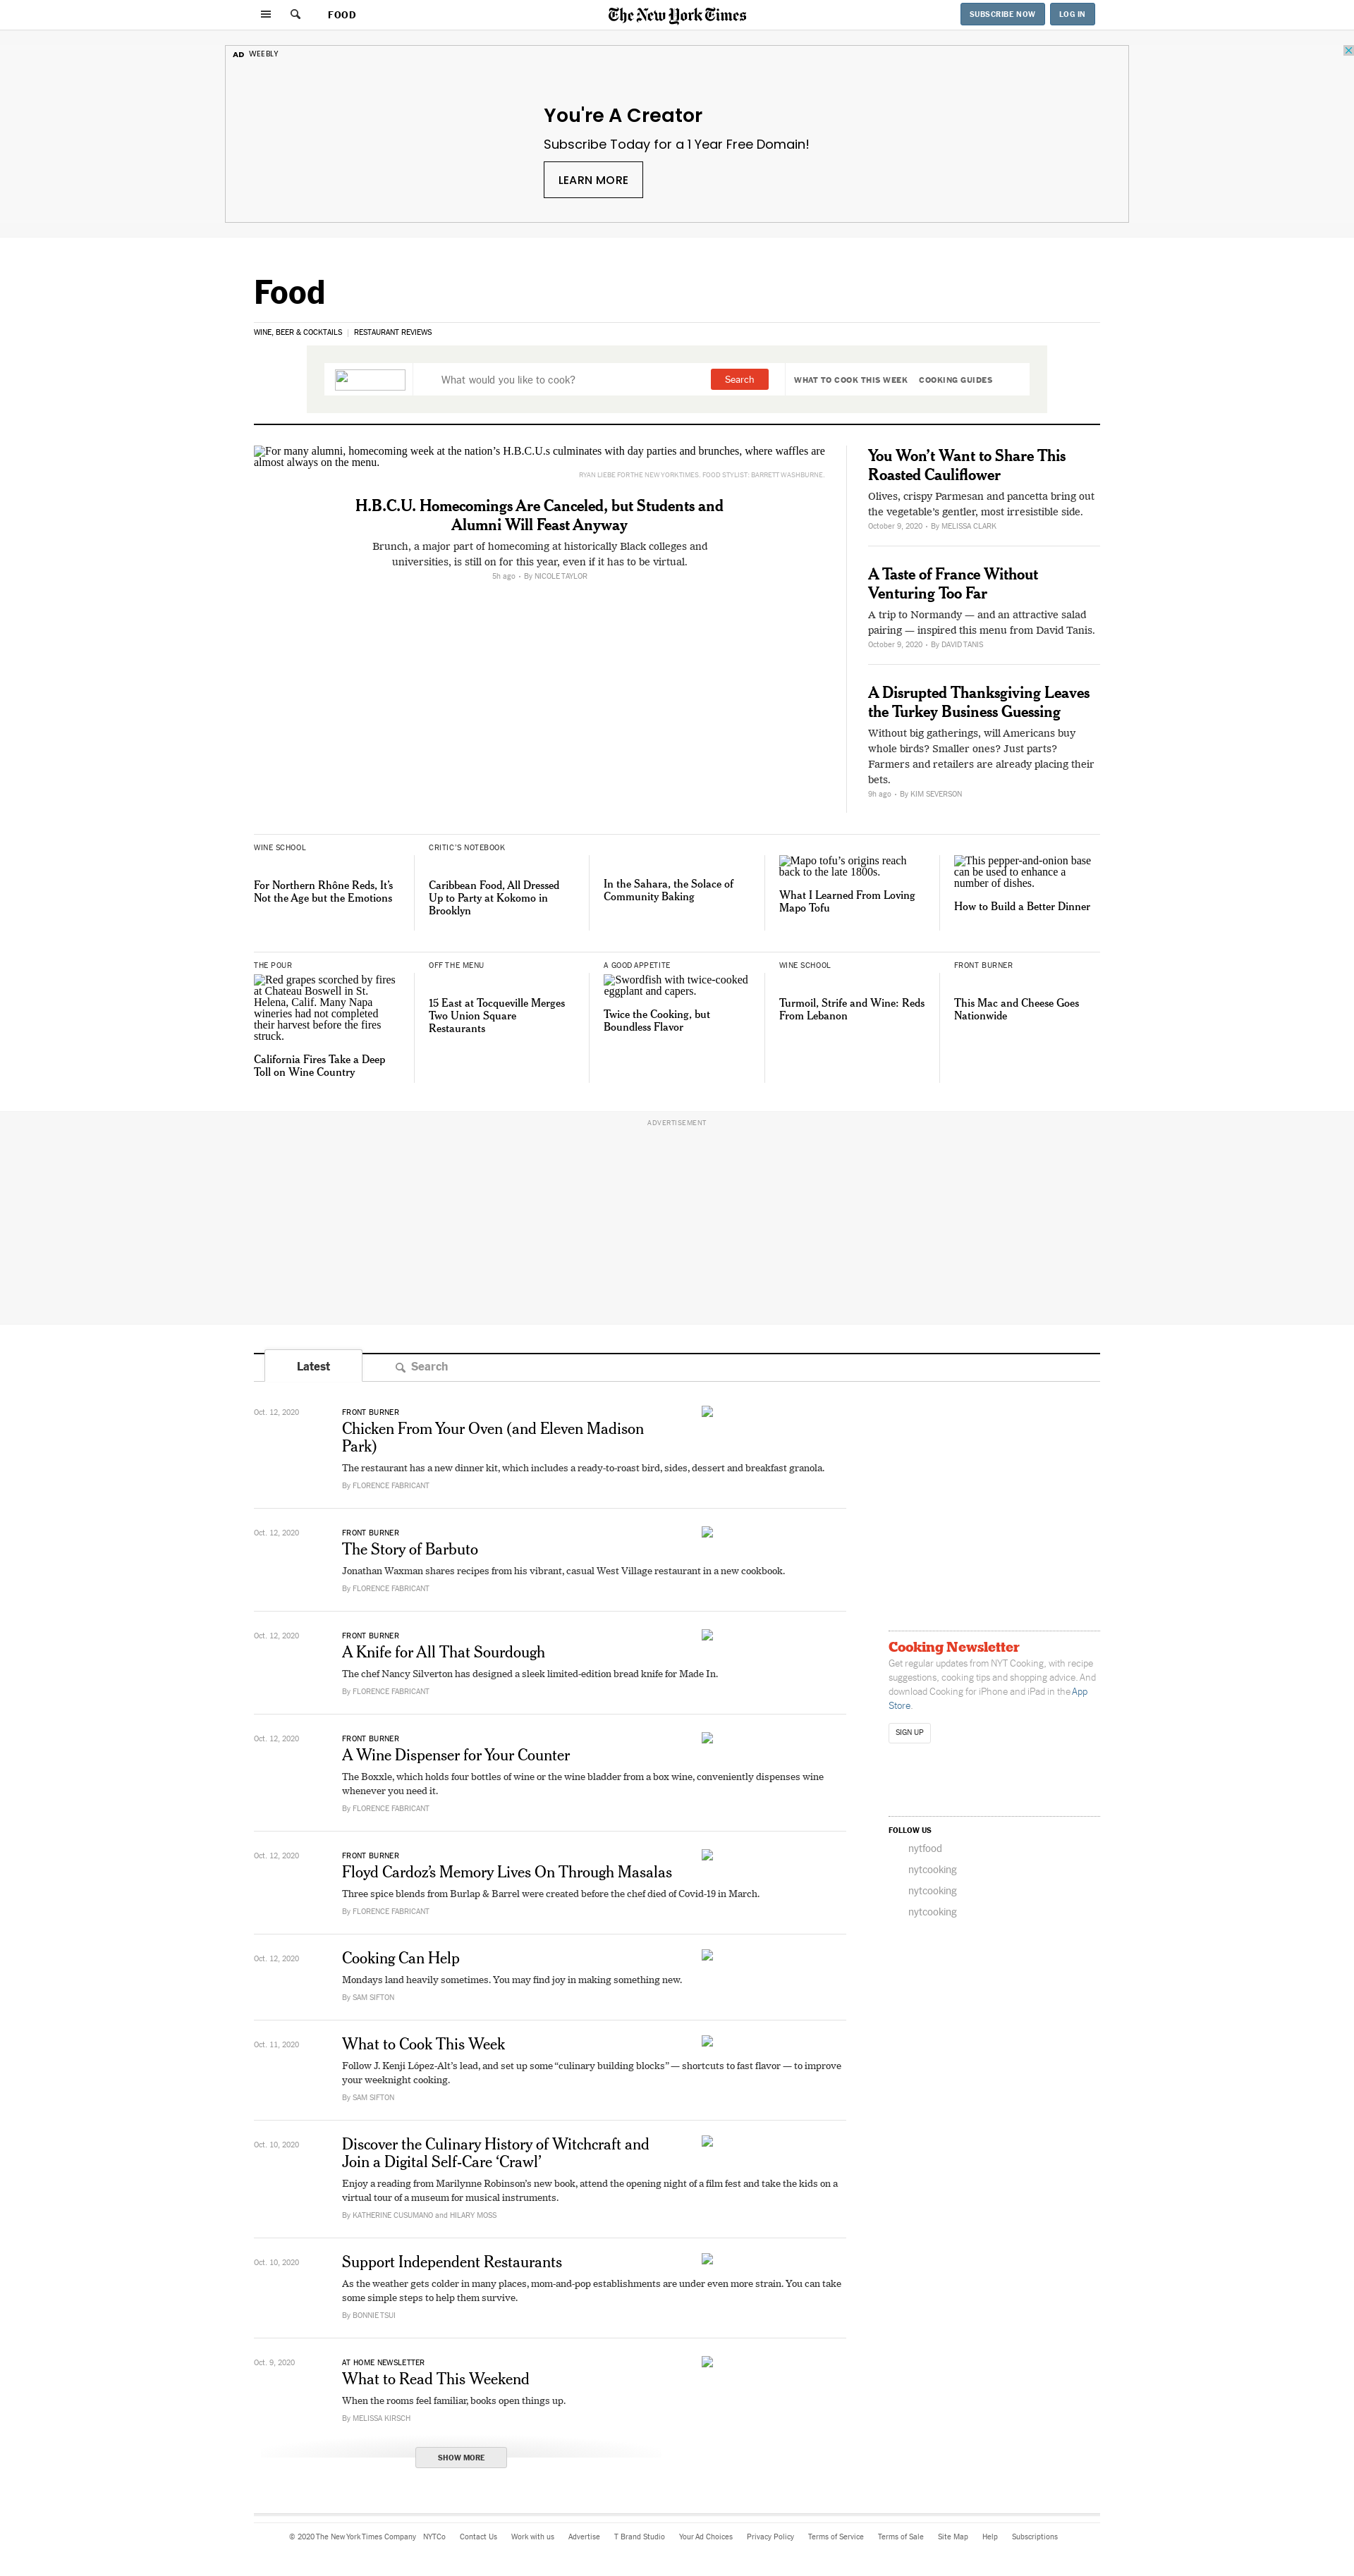 FOOD
The New York Times
SUBSCRIBE NOW
LOG IN
AD WEEBLY
You're A Creator
Subscribe Today for a 1 Year Free Domain!
LEARN MORE
Food
WINE, BEER & COCKTAILS | RESTAURANT REVIEWS
What would you like to cook?
Search
WHAT TO COOK THIS WEEK
COOKING GUIDES
For many alumni, homecoming week at the nation’s H.B.C.U.s culminates with day parties and brunches, where waffles are
almost always on the menu.
RYAN LIEBE FOR THE NEW YORK TIMES. FOOD STYLIST: BARRETT WASHBURNE.
H.B.C.U. Homecomings Are Canceled, but Students and
Alumni Will Feast Anyway
Brunch, a major part of homecoming at historically Black colleges and
universities, is still on for this year, even if it has to be virtual.
5h ago • By NICOLE TAYLOR
You Won’t Want to Share This
Roasted Cauliflower
Olives, crispy Parmesan and pancetta bring out
the vegetable’s gentler, most irresistible side.
October 9, 2020 • By MELISSA CLARK
A Taste of France Without
Venturing Too Far
A trip to Normandy — and an attractive salad
pairing — inspired this menu from David Tanis.
October 9, 2020 • By DAVID TANIS
A Disrupted Thanksgiving Leaves
the Turkey Business Guessing
Without big gatherings, will Americans buy
whole birds? Smaller ones? Just parts?
Farmers and retailers are already placing their
bets.
9h ago • By KIM SEVERSON
WINE SCHOOL
For Northern Rhône Reds, It’s
Not the Age but the Emotions
CRITIC’S NOTEBOOK
Caribbean Food, All Dressed
Up to Party at Kokomo in
Brooklyn
In the Sahara, the Solace of
Community Baking
Mapo tofu’s origins reach
back to the late 1800s.
What I Learned From Loving
Mapo Tofu
This pepper-and-onion base
can be used to enhance a
number of dishes.
How to Build a Better Dinner
THE POUR
Red grapes scorched by fires
at Chateau Boswell in St.
Helena, Calif. Many Napa
wineries had not completed
their harvest before the fires
struck.
California Fires Take a Deep
Toll on Wine Country
OFF THE MENU
15 East at Tocqueville Merges
Two Union Square
Restaurants
A GOOD APPETITE
Swordfish with twice-cooked
eggplant and capers.
Twice the Cooking, but
Boundless Flavor
WINE SCHOOL
Turmoil, Strife and Wine: Reds
From Lebanon
FRONT BURNER
This Mac and Cheese Goes
Nationwide
ADVERTISEMENT
Latest
Search
Oct. 12, 2020
FRONT BURNER
Chicken From Your Oven (and Eleven Madison
Park)
The restaurant has a new dinner kit, which includes a ready-to-roast bird, sides, dessert and breakfast granola.
By FLORENCE FABRICANT
Oct. 12, 2020
FRONT BURNER
The Story of Barbuto
Jonathan Waxman shares recipes from his vibrant, casual West Village restaurant in a new cookbook.
By FLORENCE FABRICANT
Oct. 12, 2020
FRONT BURNER
A Knife for All That Sourdough
The chef Nancy Silverton has designed a sleek limited-edition bread knife for Made In.
By FLORENCE FABRICANT
Oct. 12, 2020
FRONT BURNER
A Wine Dispenser for Your Counter
The Boxxle, which holds four bottles of wine or the wine bladder from a box wine, conveniently dispenses wine
whenever you need it.
By FLORENCE FABRICANT
Oct. 12, 2020
FRONT BURNER
Floyd Cardoz’s Memory Lives On Through Masalas
Three spice blends from Burlap & Barrel were created before the chef died of Covid-19 in March.
By FLORENCE FABRICANT
Oct. 12, 2020
Cooking Can Help
Mondays land heavily sometimes. You may find joy in making something new.
By SAM SIFTON
Oct. 11, 2020
What to Cook This Week
Follow J. Kenji López-Alt’s lead, and set up some “culinary building blocks” — shortcuts to fast flavor — to improve
your weeknight cooking.
By SAM SIFTON
Oct. 10, 2020
Discover the Culinary History of Witchcraft and
Join a Digital Self-Care ‘Crawl’
Enjoy a reading from Marilynne Robinson’s new book, attend the opening night of a film fest and take the kids on a
virtual tour of a museum for musical instruments.
By KATHERINE CUSUMANO and HILARY MOSS
Oct. 10, 2020
Support Independent Restaurants
As the weather gets colder in many places, mom-and-pop establishments are under even more strain. You can take
some simple steps to help them survive.
By BONNIE TSUI
Oct. 9, 2020
AT HOME NEWSLETTER
What to Read This Weekend
When the rooms feel familiar, books open things up.
By MELISSA KIRSCH
SHOW MORE
Cooking Newsletter
Get regular updates from NYT Cooking, with recipe
suggestions, cooking tips and shopping advice. And
download Cooking for iPhone and iPad in the App
Store.
SIGN UP
FOLLOW US
nytfood
nytcooking
nytcooking
nytcooking
© 2020 The New York Times Company NYTCo Contact Us Work with us Advertise T Brand Studio Your Ad Choices Privacy Policy Terms of Service Terms of Sale Site Map Help Subscriptions